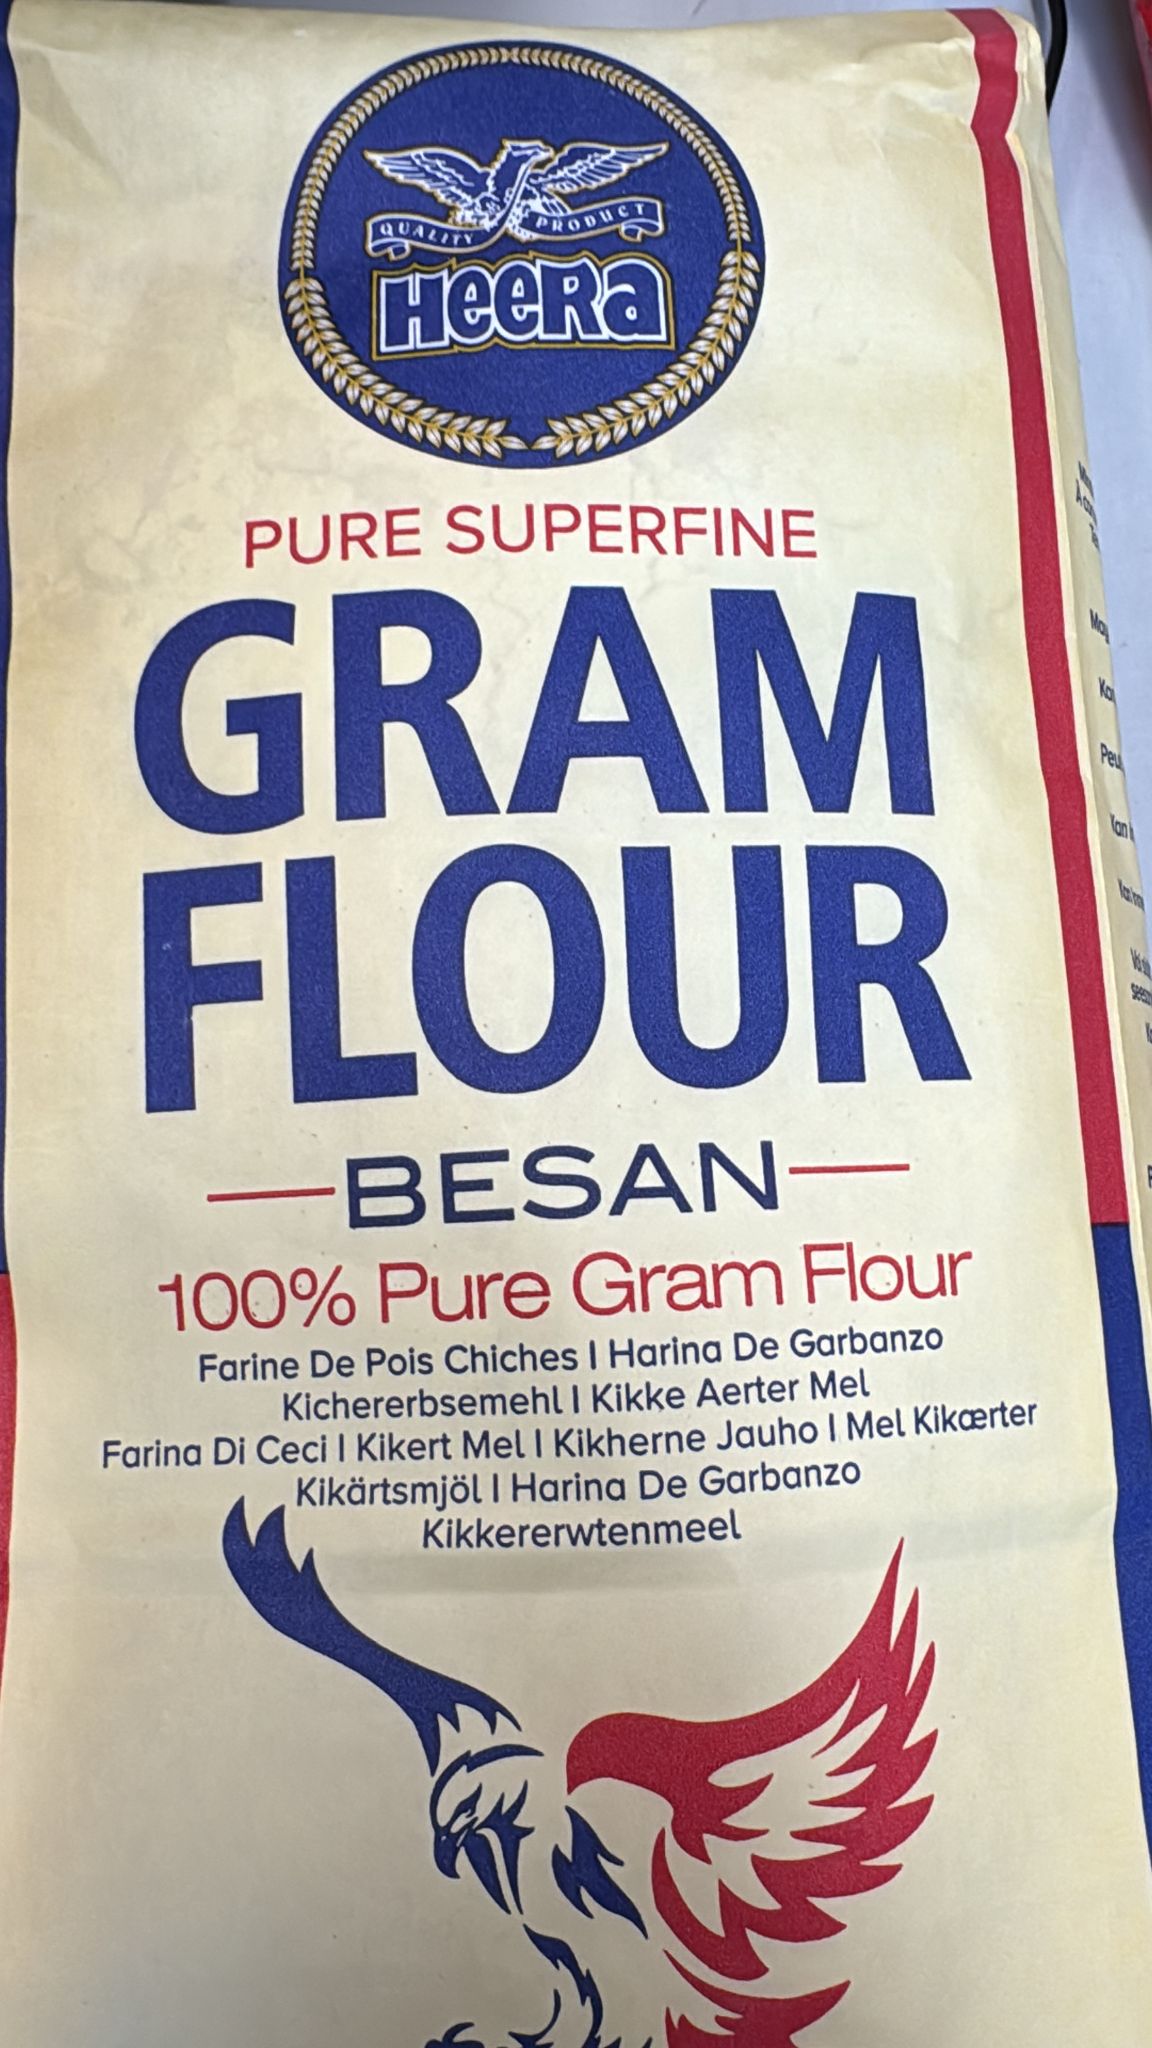 QUALITY PRODUCT
HEERA
PURE SUPERFINE
GRAM
FLOUR
BESAN
100% Pure Gram Flour
Farine De Pois Chiches | Harina De Garbanzo
Kichererbsemehl | Kikke Aerter Mel
Farina Di Ceci | Kikert Mel | Kikherne Jauho | Mel Kikærter
Kikärtsmjöl | Harina De Garbanzo
Kikkererwtenmeel